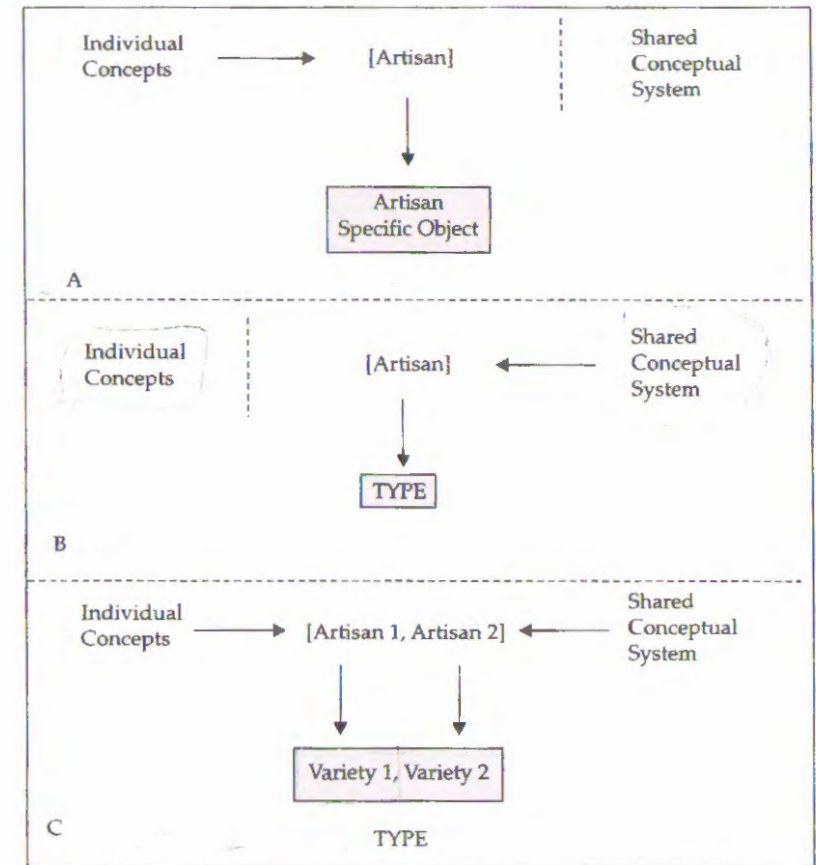 Individual
Concepts
[Artisan]
Shared
Conceptual
System
Artisan
Specific Object
A
Individual
Concepts
[Artisan]
Shared
Conceptual
System
TYPE
B
Individual
Concepts
[Artisan 1, Artisan 2]
Shared
Conceptual
System
Variety 1, Variety 2
C
TYPE